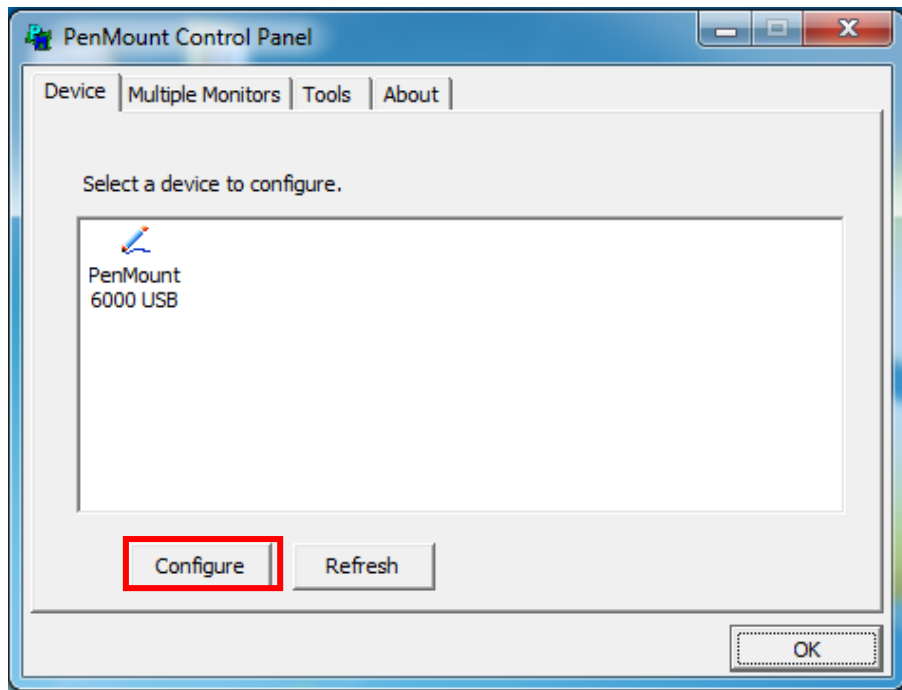 PenMount Control Panel
Device Multiple Monitors Tools About
Select a device to configure.
PenMount
6000 USB
Configure Refresh
OK